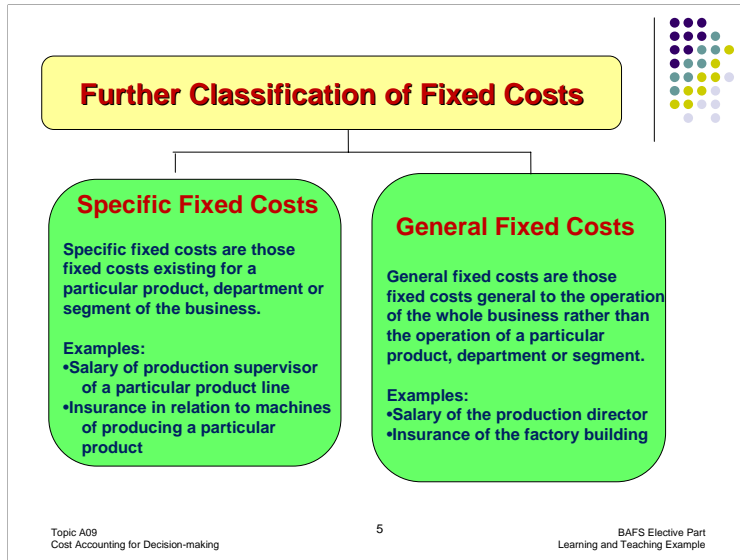 Further Classification of Fixed Costs
Specific Fixed Costs
Specific fixed costs are those
fixed costs existing for a
particular product, department or
segment of the business.
Examples:
•Salary of production supervisor
of a particular product line
•Insurance in relation to machines
of producing a particular
product
General Fixed Costs
General fixed costs are those
fixed costs general to the operation
of the whole business rather than
the operation of a particular
product, department or segment.
Examples:
•Salary of the production director
•Insurance of the factory building
Topic A09
Cost Accounting for Decision-making
5
BAFS Elective Part
Learning and Teaching Example